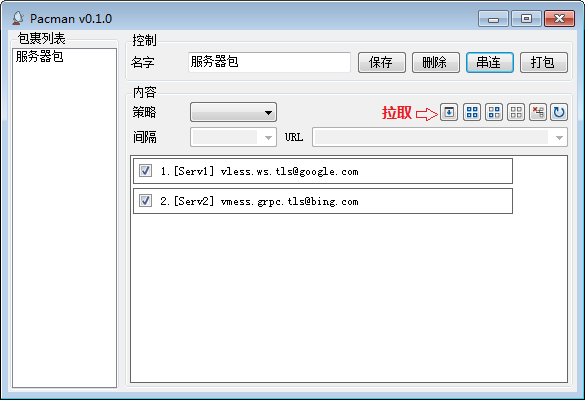 Pacman v0.1.0
包裹列表
服务器包
控制
名字 服务器包 保存 删除 串连 打包
内容
策略 拉取
间隔 URL
1.[Serv1] vless.ws.tls@google.com
2.[Serv2] vmess.grpc.tls@bing.com